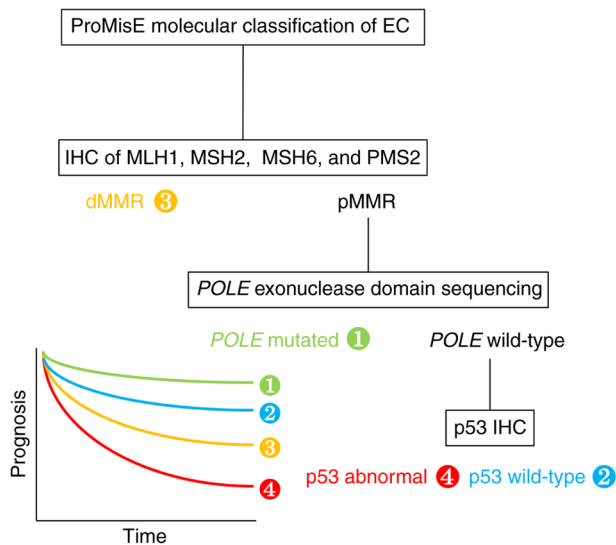 ProMisE molecular classification of EC
IHC of MLH1, MSH2, MSH6, and PMS2
dMMR 3
pMMR
POLE exonuclease domain sequencing
POLE mutated 1
POLE wild-type
p53 IHC
p53 abnormal 4
p53 wild-type 2
Prognosis
1
2
3
4
Time